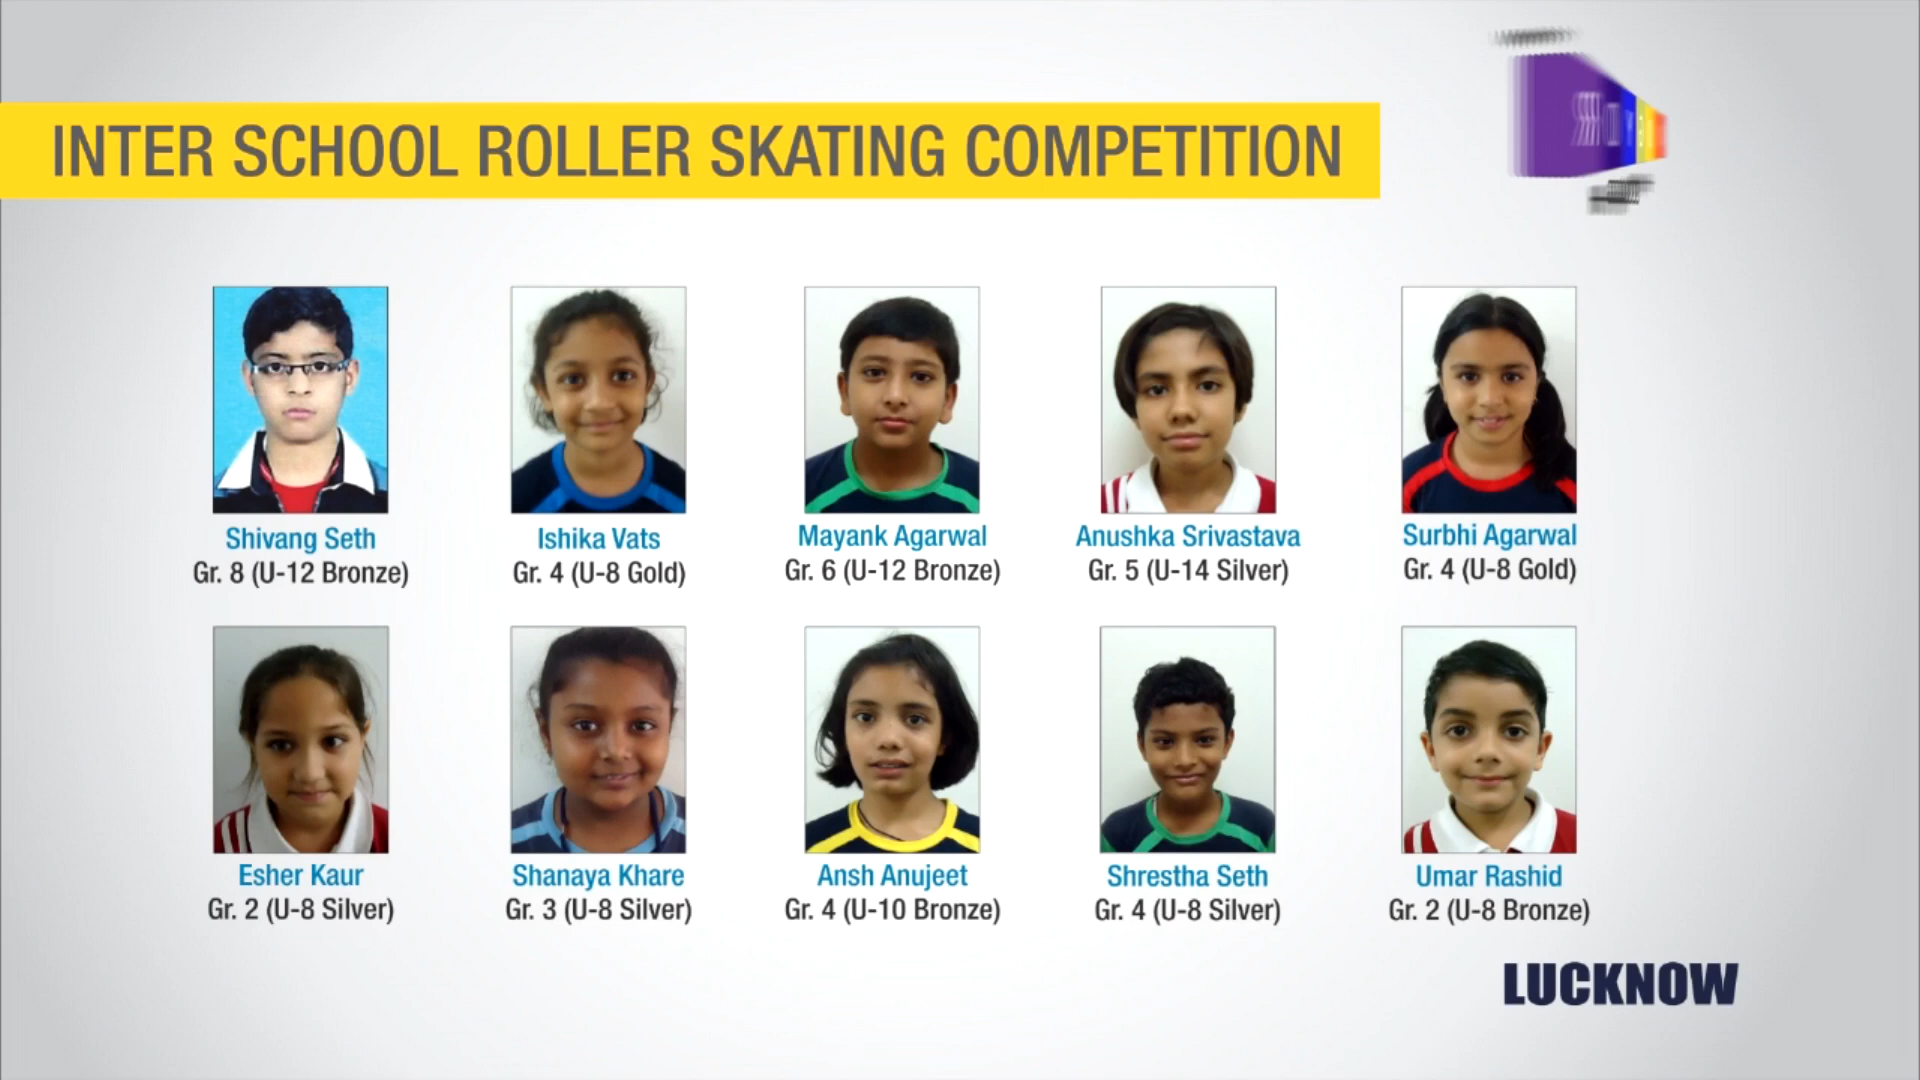 INTER SCHOOL ROLLER SKATING COMPETITION
Shivang Seth
Gr. 8 (U-12 Bronze)
Ishika Vats
Gr. 4 (U-8 Gold)
Mayank Agarwal
Gr. 6 (U-12 Bronze)
Anushka Srivastava
Gr. 5 (U-14 Silver)
Surbhi Agarwal
Gr. 4 (U-8 Gold)
Esher Kaur
Gr. 2 (U-8 Silver)
Shanaya Khare
Gr. 3 (U-8 Silver)
Ansh Anujeet
Gr. 4 (U-10 Bronze)
Shrestha Seth
Gr. 4 (U-8 Silver)
Umar Rashid
Gr. 2 (U-8 Bronze)
LUCKNOW